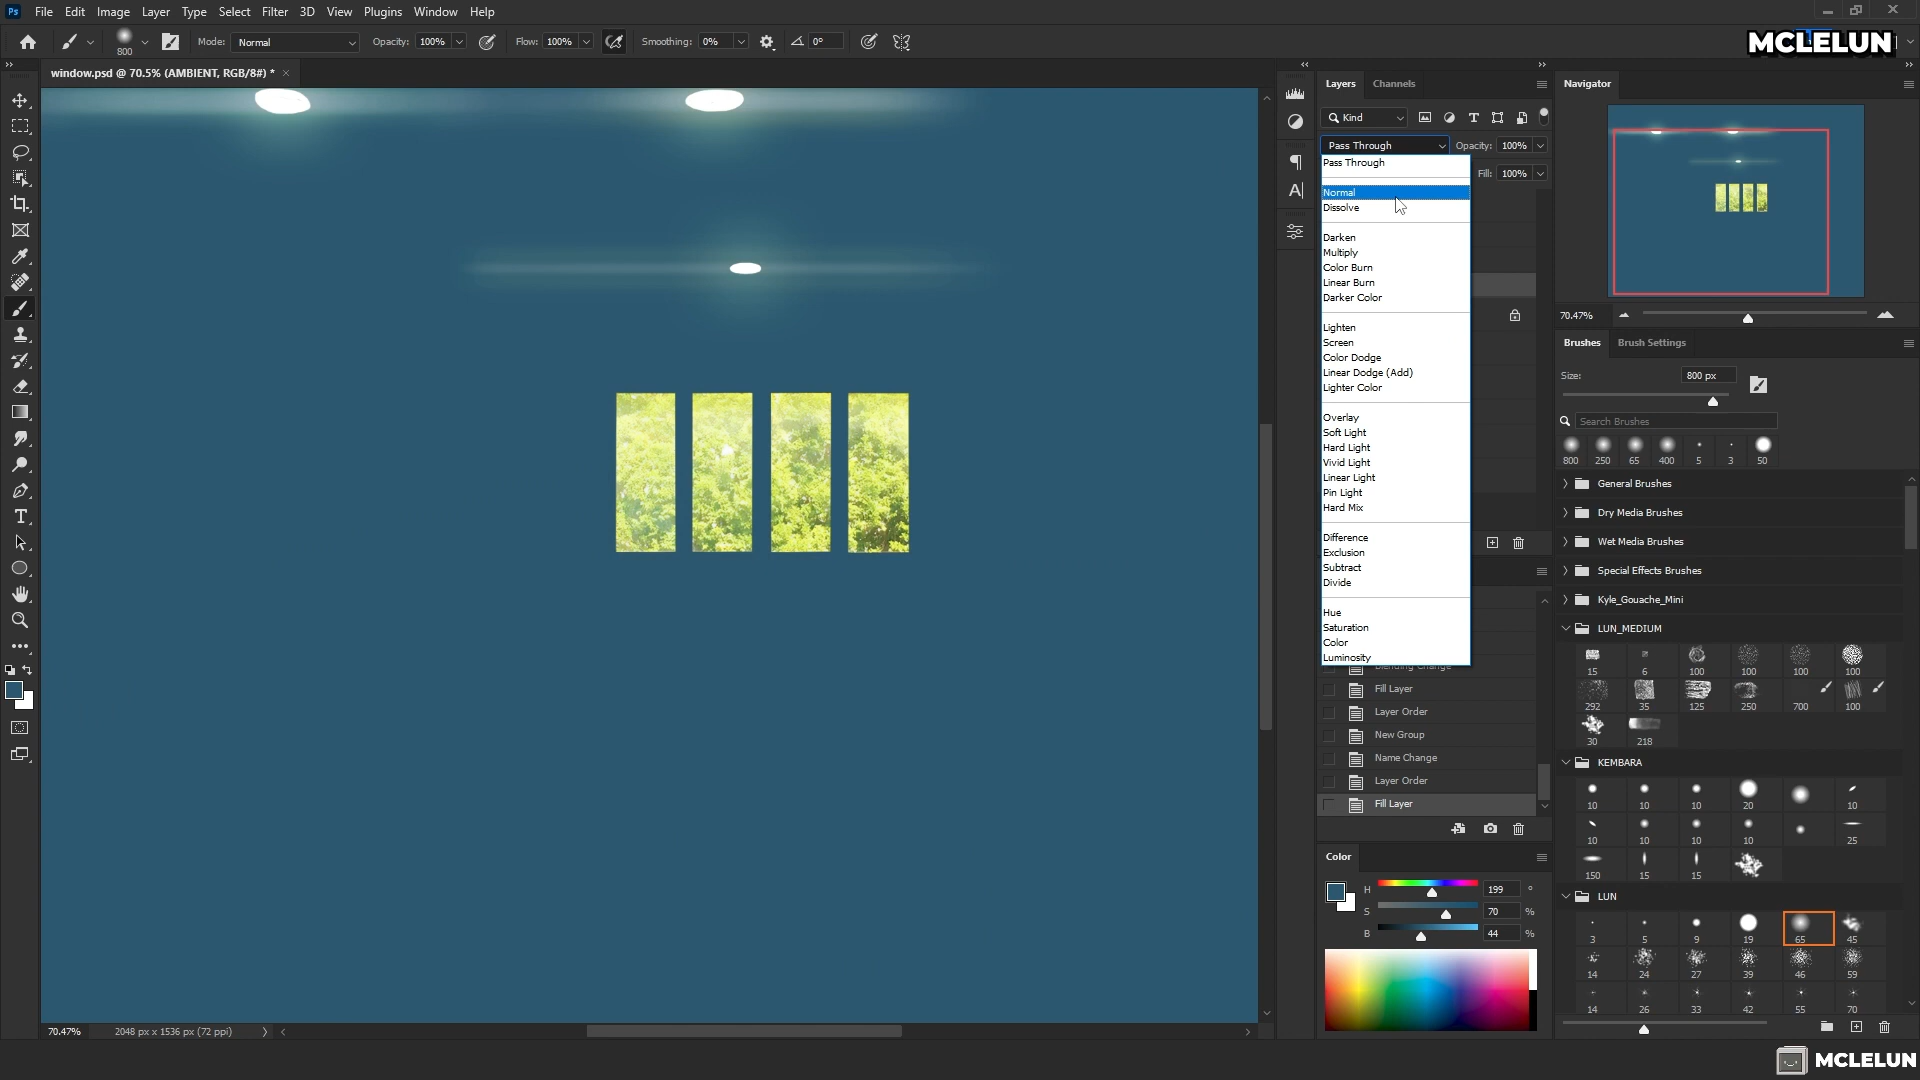 Ps File Edit Image Layer Type Select Filter 3D View Plugins Window Help
800 Mode: Normal Opacity: 100% Flow: 100% Smoothing: 0% 0°
MCLELUN
window.psd @ 70.5% (AMBIENT, RGB/8#) *
Layers Channels
Kind
Pass Through Opacity: 100%
Fill: 100%
Pass Through
Normal
Dissolve
Darken
Multiply
Color Burn
Linear Burn
Darker Color
Lighten
Screen
Color Dodge
Linear Dodge (Add)
Lighter Color
Overlay
Soft Light
Hard Light
Vivid Light
Linear Light
Pin Light
Hard Mix
Difference
Exclusion
Subtract
Divide
Hue
Saturation
Color
Luminosity
Blending Change
Fill Layer
Layer Order
New Group
Name Change
Layer Order
Fill Layer
Color
H 199 °
S 70 %
B 44 %
Navigator
70.47%
Brushes Brush Settings
Size: 800 px
Search Brushes
800 250 65 400 5 3 50
General Brushes
Dry Media Brushes
Wet Media Brushes
Special Effects Brushes
Kyle_Gouache_Mini
LUN_MEDIUM
15 6 100 100 100 100
292 35 125 250 700 100
30 218
KEMBARA
10 10 10 20 10
10 10 10 10 25
150 15 15
LUN
3 5 9 19 65 45
14 24 27 39 46 59
14 26 33 42 55 70
70.47% 2048 px x 1536 px (72 ppi)
MCLELUN